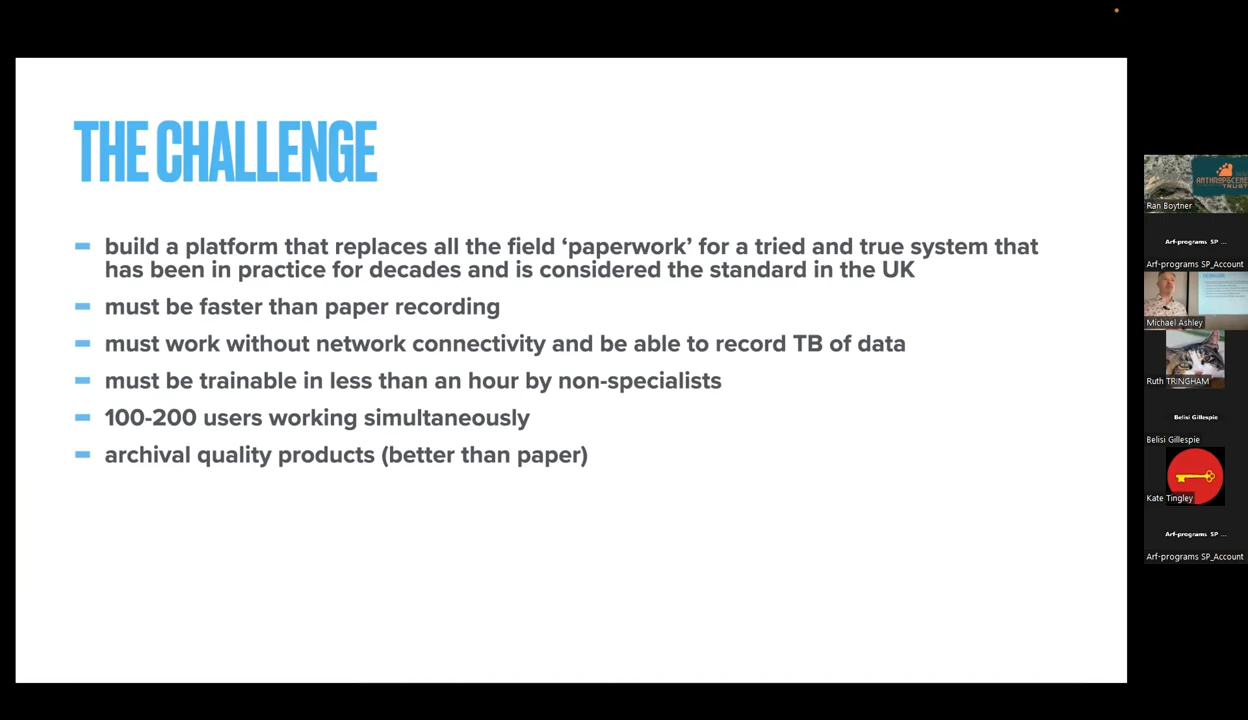 THE CHALLENGE
build a platform that replaces all the field ‘paperwork’ for a tried and true system that
has been in practice for decades and is considered the standard in the UK
must be faster than paper recording
must work without network connectivity and be able to record TB of data
must be trainable in less than an hour by non-specialists
100-200 users working simultaneously
archival quality products (better than paper)
ANTHROPOCENE
TRUST
Ran Boytner
Arf-programs SP ...
Arf-programs SP_Account
Michael Ashley
Ruth TRINGHAM
Belisi Gillespie
Belisi Gillespie
Kate Tingley
Arf-programs SP ...
Arf-programs SP_Account